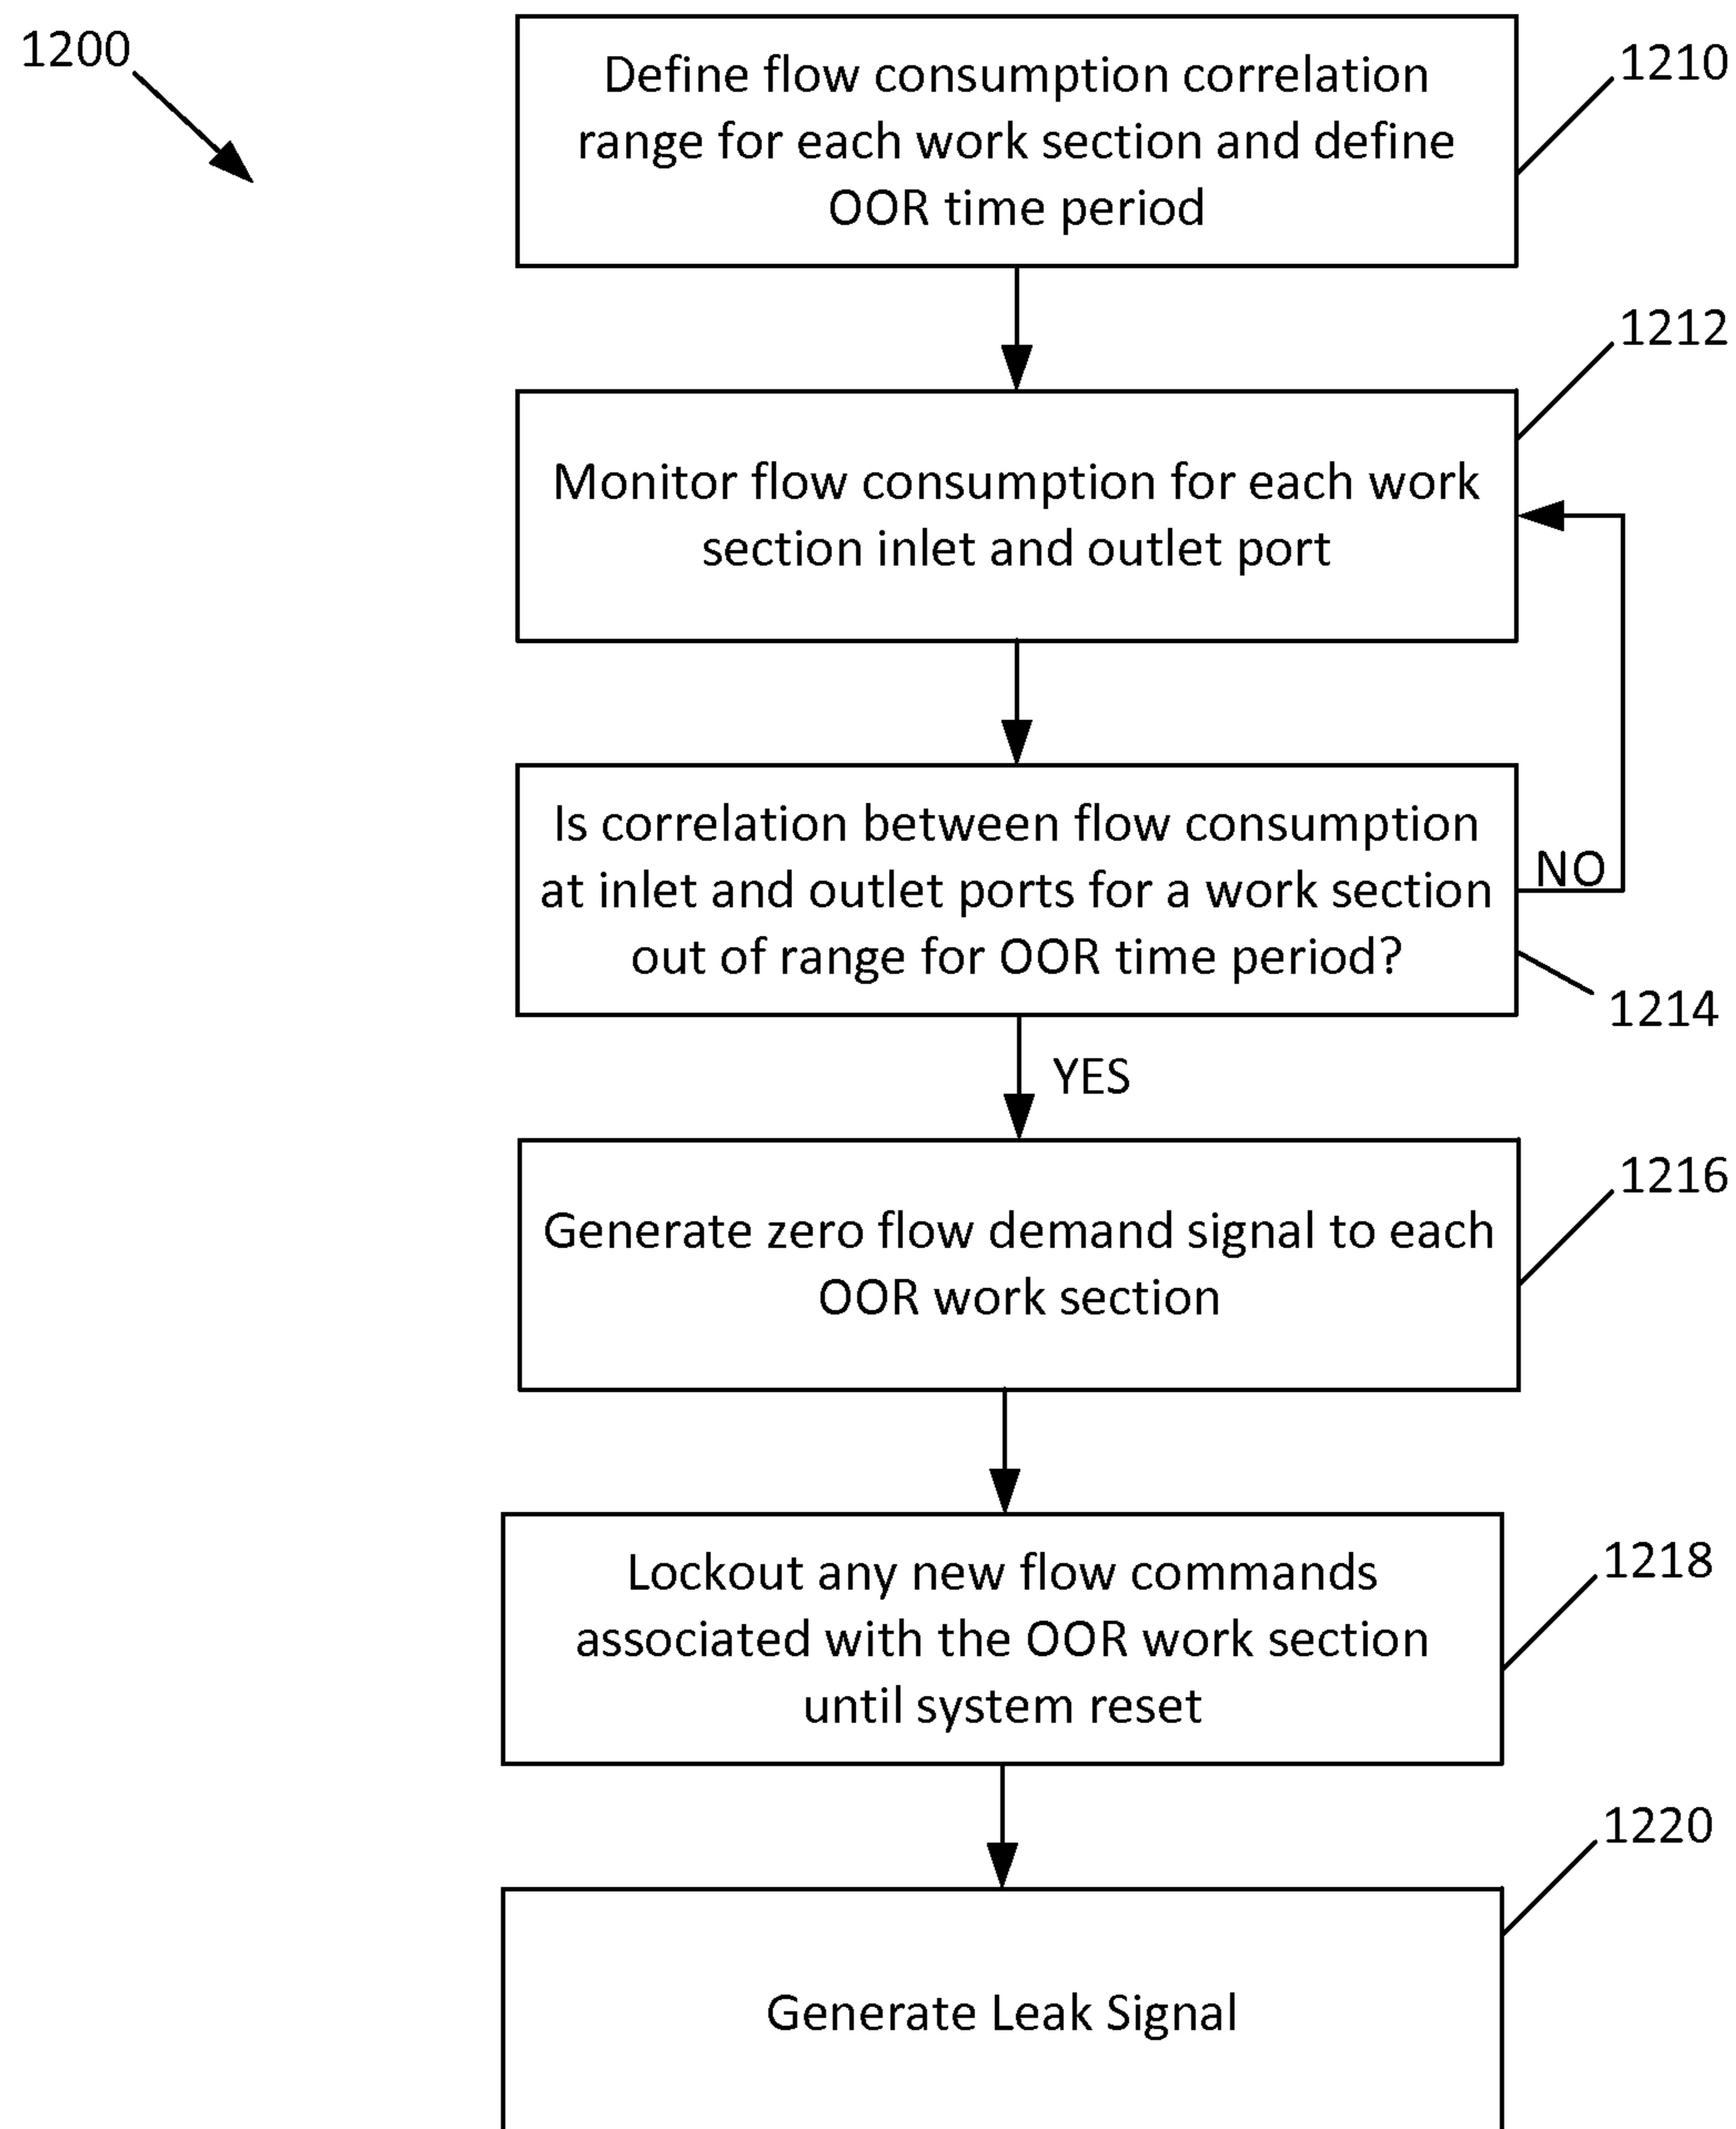 1200
Define flow consumption correlation
range for each work section and define
OOR time period
1210
1212
Monitor flow consumption for each work
section inlet and outlet port
Is correlation between flow consumption
at inlet and outlet ports for a work section
out of range for OOR time period?
NO
1214
YES
1216
Generate zero flow demand signal to each
OOR work section
1218
Lockout any new flow commands
associated with the OOR work section
until system reset
1220
Generate Leak Signal